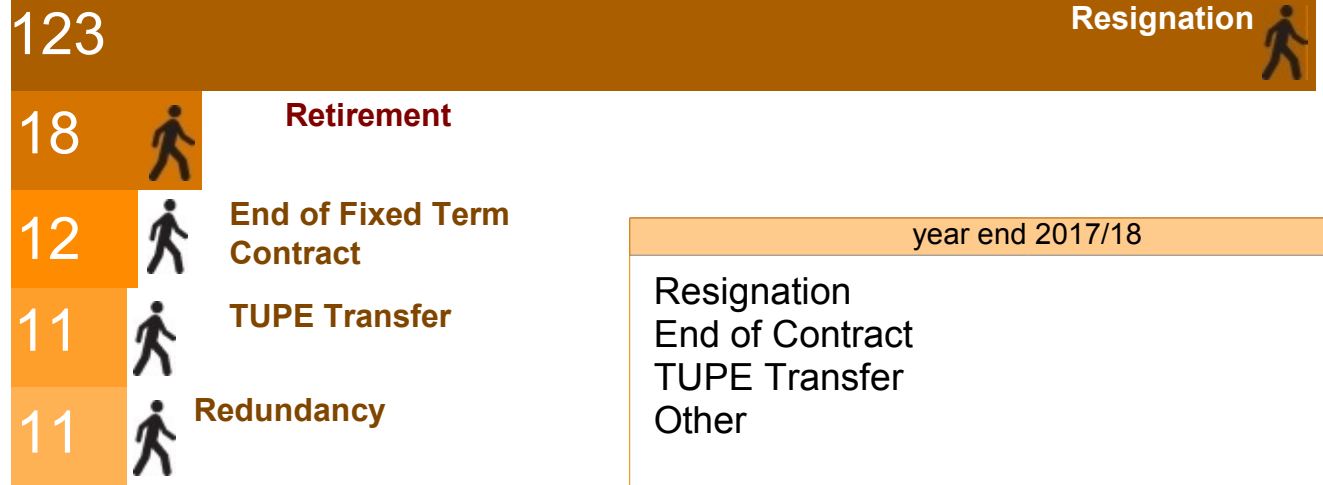 123 Resignation
18 Retirement
12 End of Fixed Term
Contract
11 TUPE Transfer
11 Redundancy
year end 2017/18
Resignation
End of Contract
TUPE Transfer
Other